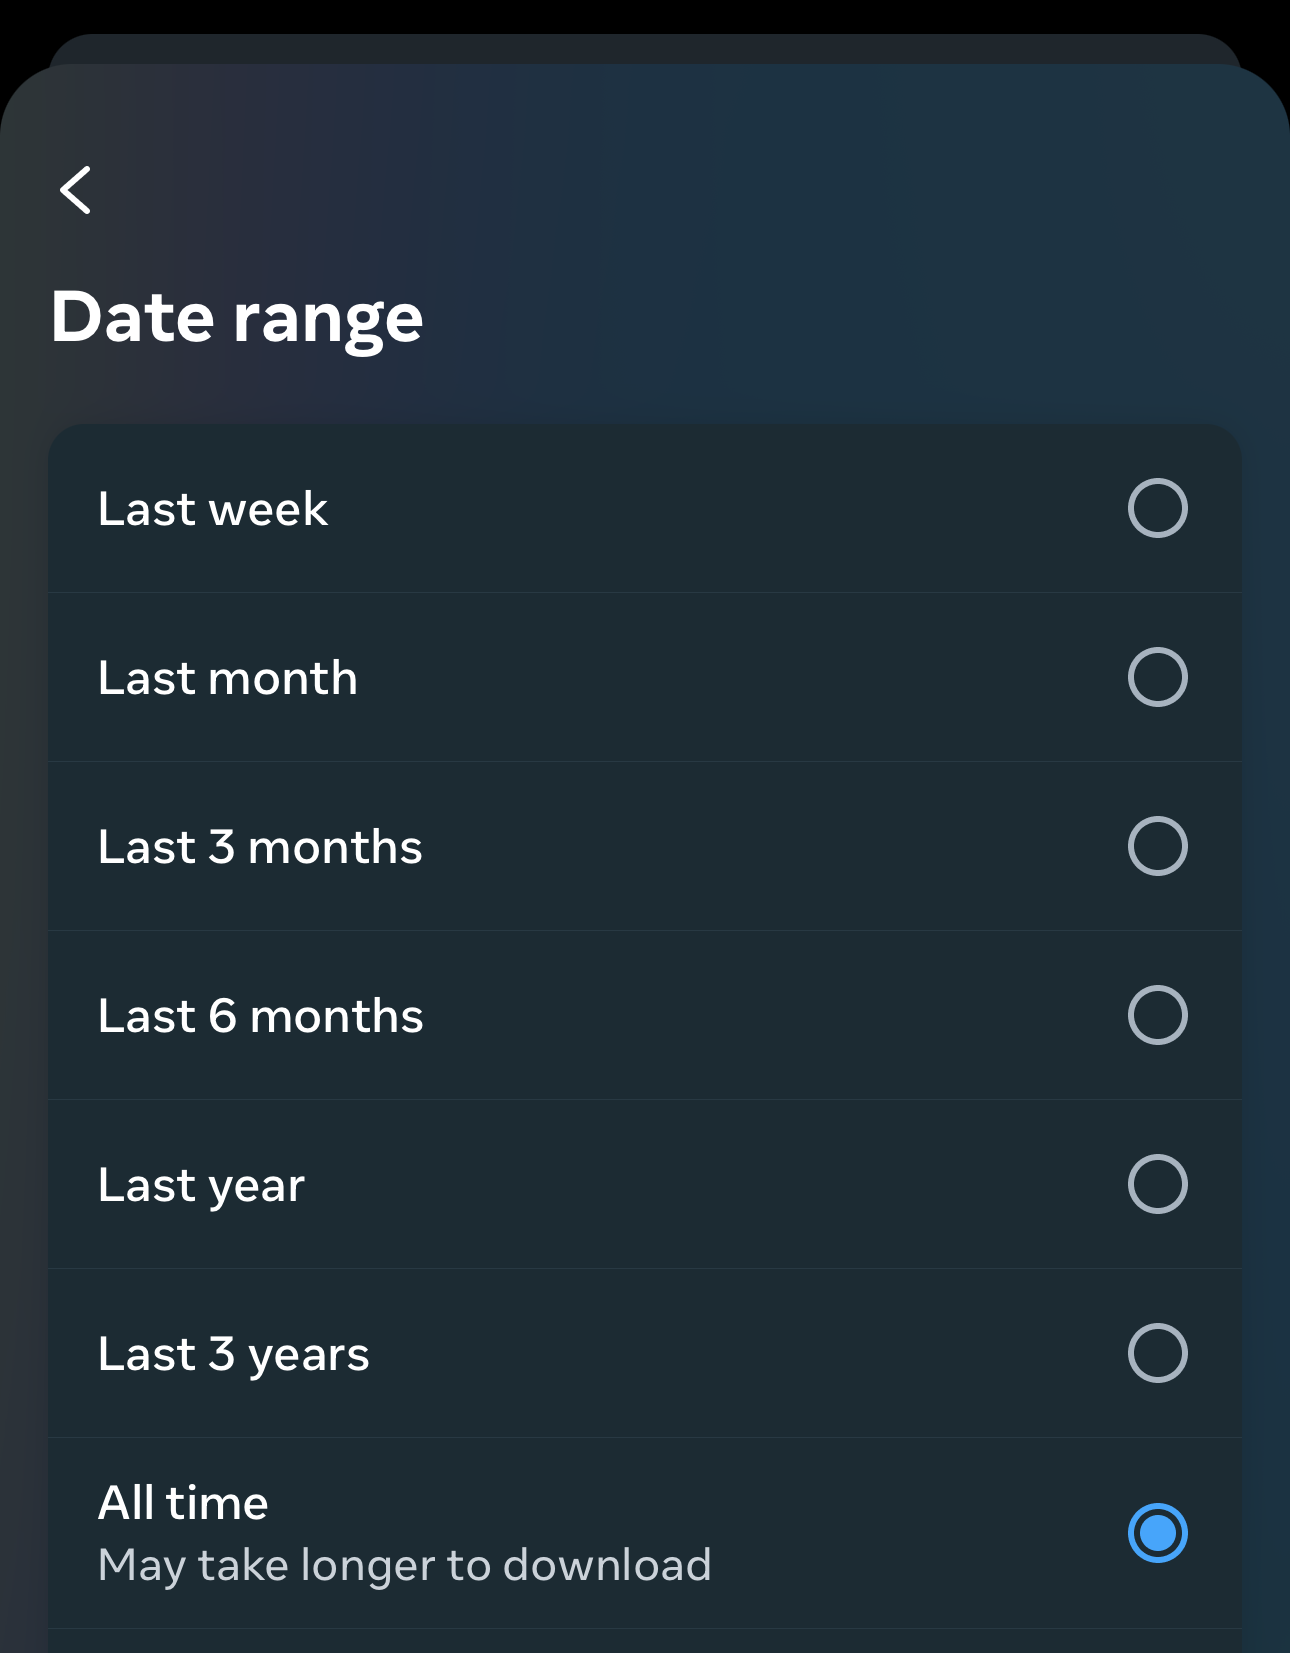 Date range
Last week
Last month
Last 3 months
Last 6 months
Last year
Last 3 years
All time
May take longer to download